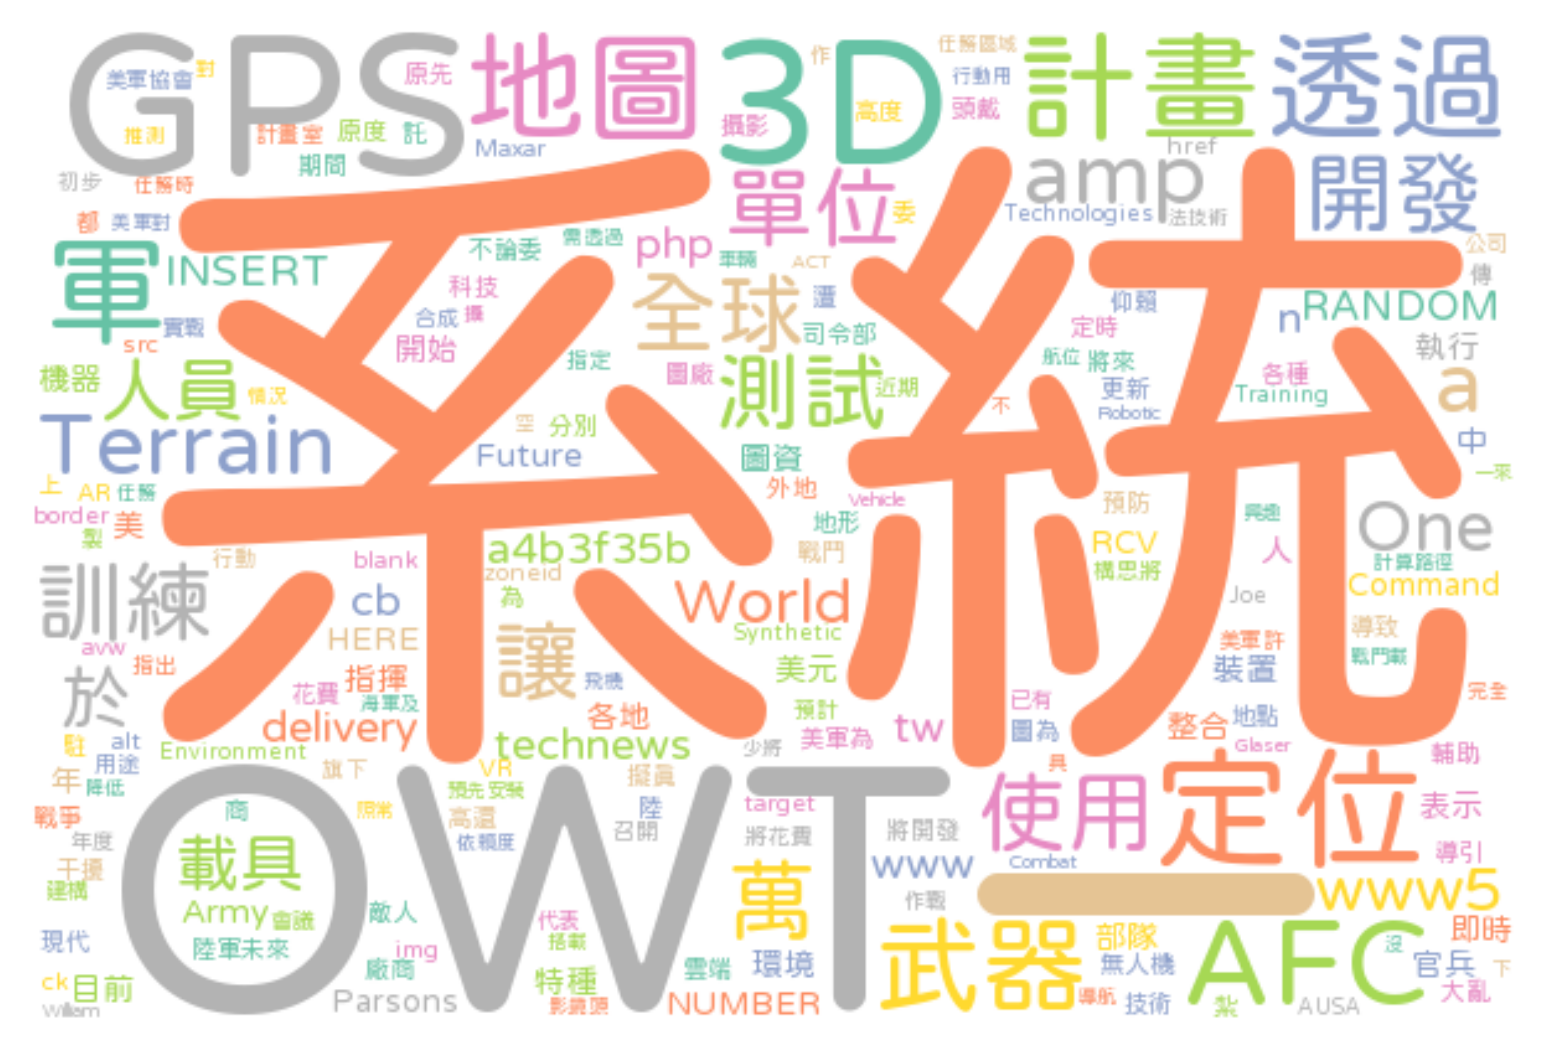 GPS
美軍協會
對
原先
地圖
3D
作
任務區域
行動用
頭戴
計畫
透過
推測
計畫室
原度
託
期間
Maxar
攝影
高度
href
amp
開發
初步
任務時
單位
委
Technologies
法技術
都
美軍對
不論委
需透過
php
車輛
ACT
公司
傳
軍
INSERT
科技
全球
仰賴
n
RANDOM
實戰
合成
攝
司令部
定時
src
開始
指定
圖廠
測試
近期
航位
將來
各種
執行
機器
人員
情況
更新
Training
a
Terrain
空
分別
不
Robotic
中
Future
圖資
一來
系統
上
AR
任務
外地
Vehicle
預防
border
美
地形
興趣
One
製
行動
blank
a4b3f35b
戰鬥
RCV
人
計算路徑
zoneid
構思將
訓練
cb
為
World
Joe
Command
HERE
Synthetic
導致
avw
指出
讓
美軍許
戰鬥載
於
指揮
美元
裝置
花費
飛機
完全
海軍及
各地
預計
已有
地點
delivery
美軍為
tw
圖為
整合
駐
alt
Environment
technews
少將
Glaser
用途
旗下
VR
擬真
具
定位
輔助
年
降低
預先安裝
OWT
商
照常
高還
陸
target
使用
表示
戰爭
召開
將花費
將開發
年度
載具
依賴度
導引
干擾
萬
www
Combat
建構
一
www5
Army
會議
敵人
代表
作戰
武器
部隊
AFC
沒
即時
現代
陸軍未來
img
搭載
廠商
特種
雲端
環境
無人機
官兵
下
ck
目前
Parsons
影鏡頭
NUMBER
導航
技術
紮
AUSA
大亂
William